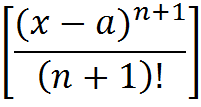 [(x − a)ⁿ⁺¹ / (n + 1)!]